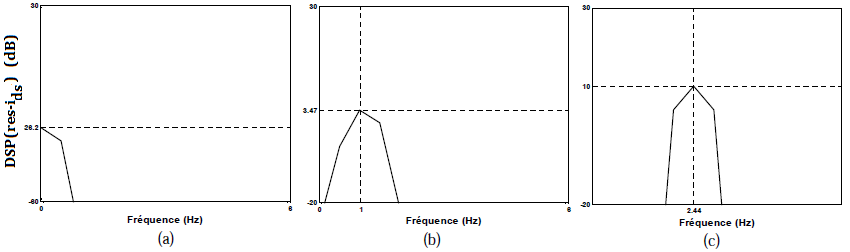 DSP(res-i_ds) (dB)
30
26.2
-60
0
6
Fréquence (Hz)
(a)
30
3.47
-20
0
1
6
Fréquence (Hz)
(b)
30
10
-20
2.44
Fréquence (Hz)
(c)